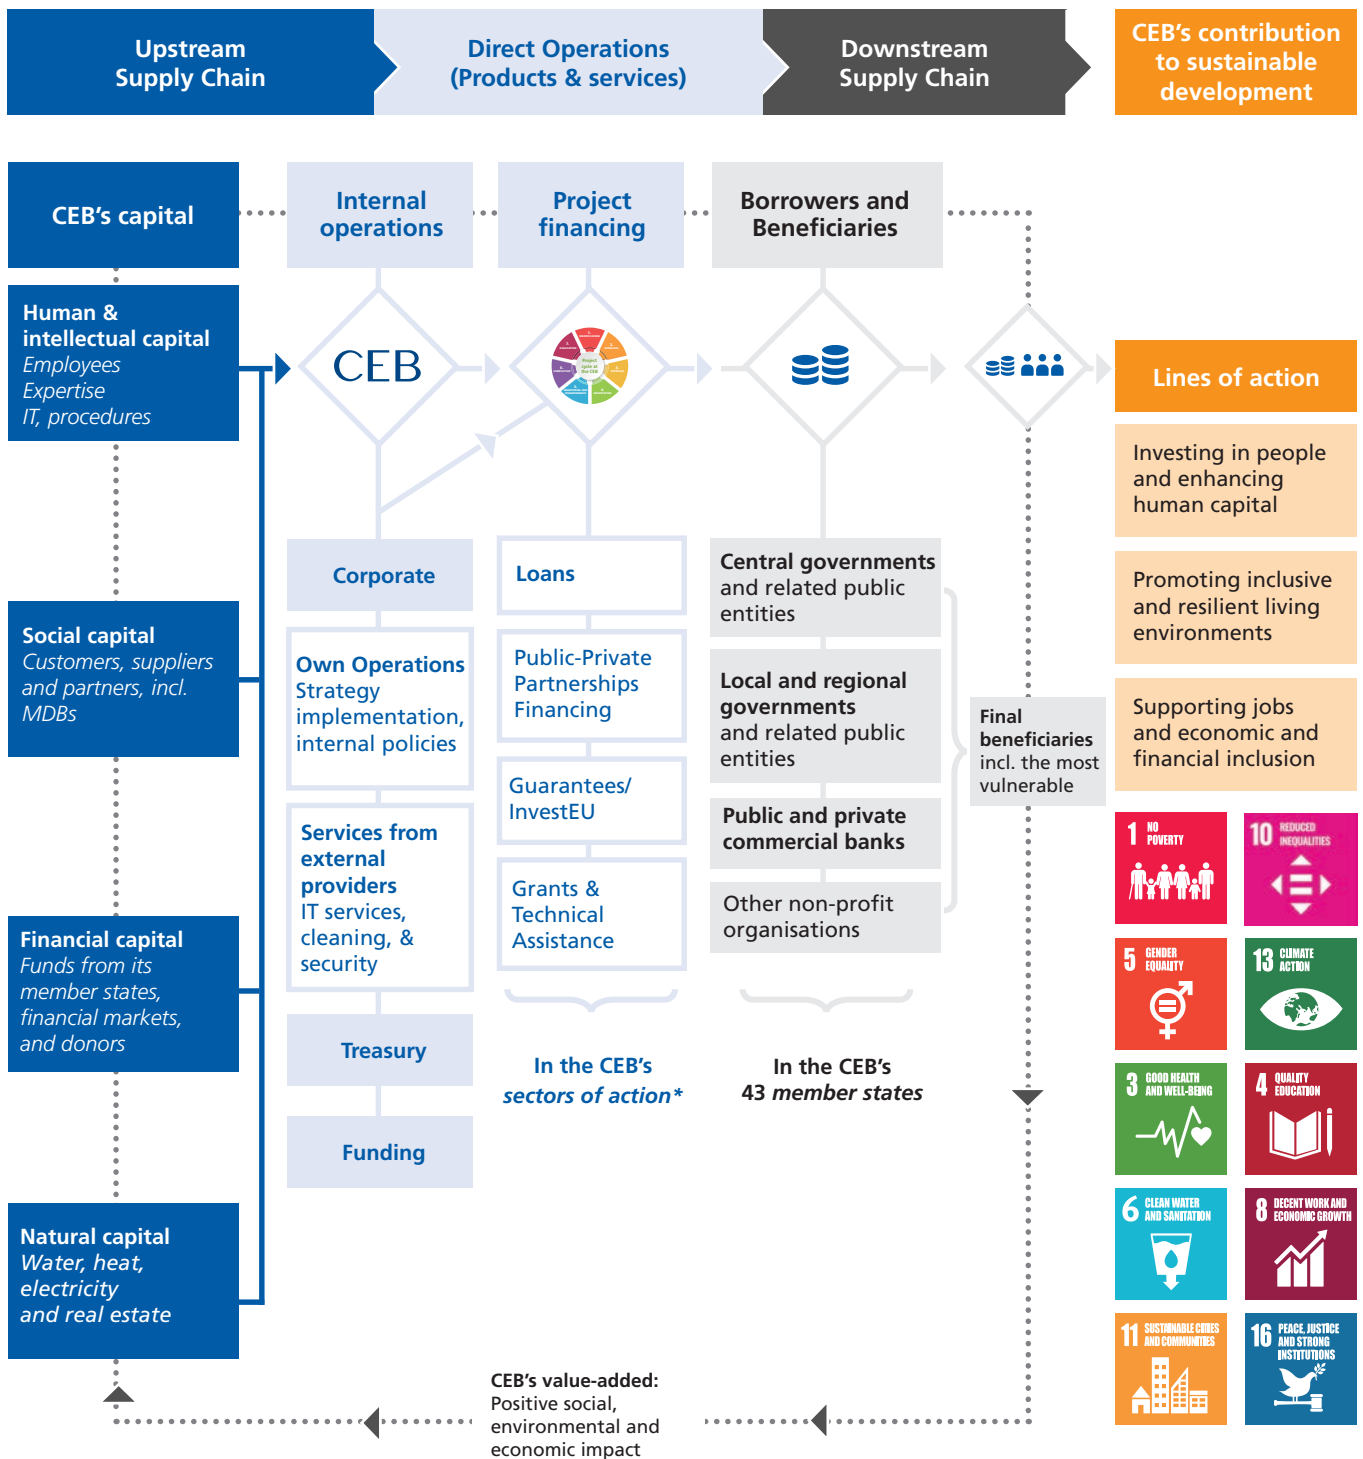 Upstream
Supply Chain
Direct Operations
(Products & services)
Downstream
Supply Chain
CEB's contribution
to sustainable
development
CEB's capital
Internal
operations
Project
financing
Borrowers and
Beneficiaries
Human &
intellectual capital
Employees
Expertise
IT, procedures
CEB
Project
cycle at
the CEB
Lines of action
Investing in people
and enhancing
human capital
Promoting inclusive
and resilient living
environments
Supporting jobs
and economic and
financial inclusion
Social capital
Customers, suppliers
and partners, incl.
MDBs
Financial capital
Funds from its
member states,
financial markets,
and donors
Natural capital
Water, heat,
electricity
and real estate
Corporate
Own Operations
Strategy
implementation,
internal policies
Services from
external
providers
IT services,
cleaning, &
security
Treasury
Funding
Loans
Public-Private
Partnerships
Financing
Guarantees/
InvestEU
Grants &
Technical
Assistance
In the CEB's
sectors of action*
Central governments
and related public
entities
Local and regional
governments
and related public
entities
Public and private
commercial banks
Other non-profit
organisations
In the CEB's
43 member states
Final
beneficiaries
incl. the most
vulnerable
1 NO
POVERTY
10 REDUCED
INEQUALITIES
5 GENDER
EQUALITY
13 CLIMATE
ACTION
3 GOOD HEALTH
AND WELL-BEING
4 QUALITY
EDUCATION
6 CLEAN WATER
AND SANITATION
8 DECENT WORK AND
ECONOMIC GROWTH
11 SUSTAINABLE CITIES
AND COMMUNITIES
16 PEACE, JUSTICE
AND STRONG
INSTITUTIONS
CEB's value-added:
Positive social,
environmental and
economic impact